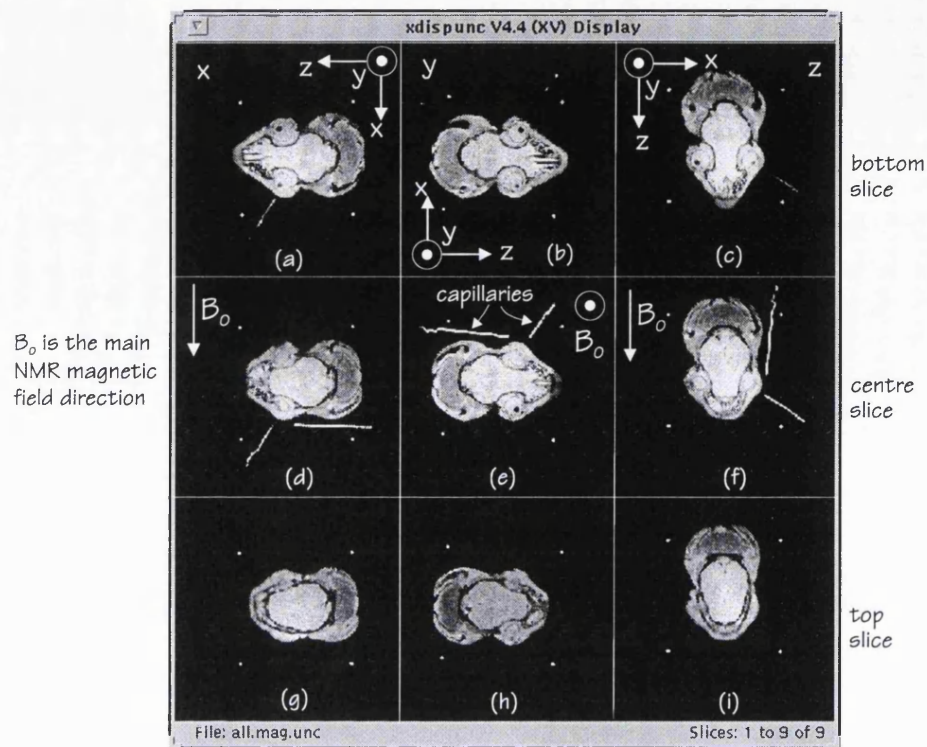 xdispunc V4.4 (XV) Display
x
z
y
x
y
x
y
z
x
y
z
z
(a)
(b)
(c)
bottom
slice
B₀
capillaries
B₀
B₀
B₀ is the main
NMR magnetic
field direction
centre
slice
(d)
(e)
(f)
top
slice
(g)
(h)
(i)
File: all.mag.unc
Slices: 1 to 9 of 9